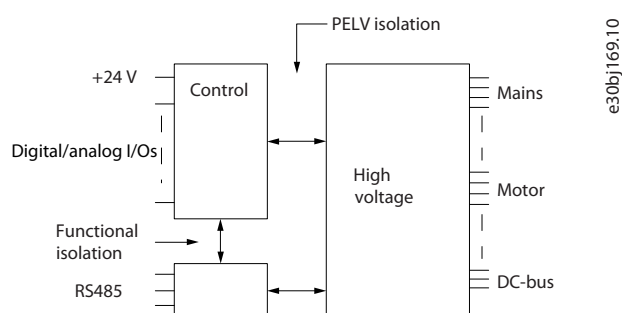 PELV isolation
e30bj169.10
+24 V
Control
Mains
Digital/analog I/Os
High
voltage
Motor
Functional
isolation
RS485
DC-bus